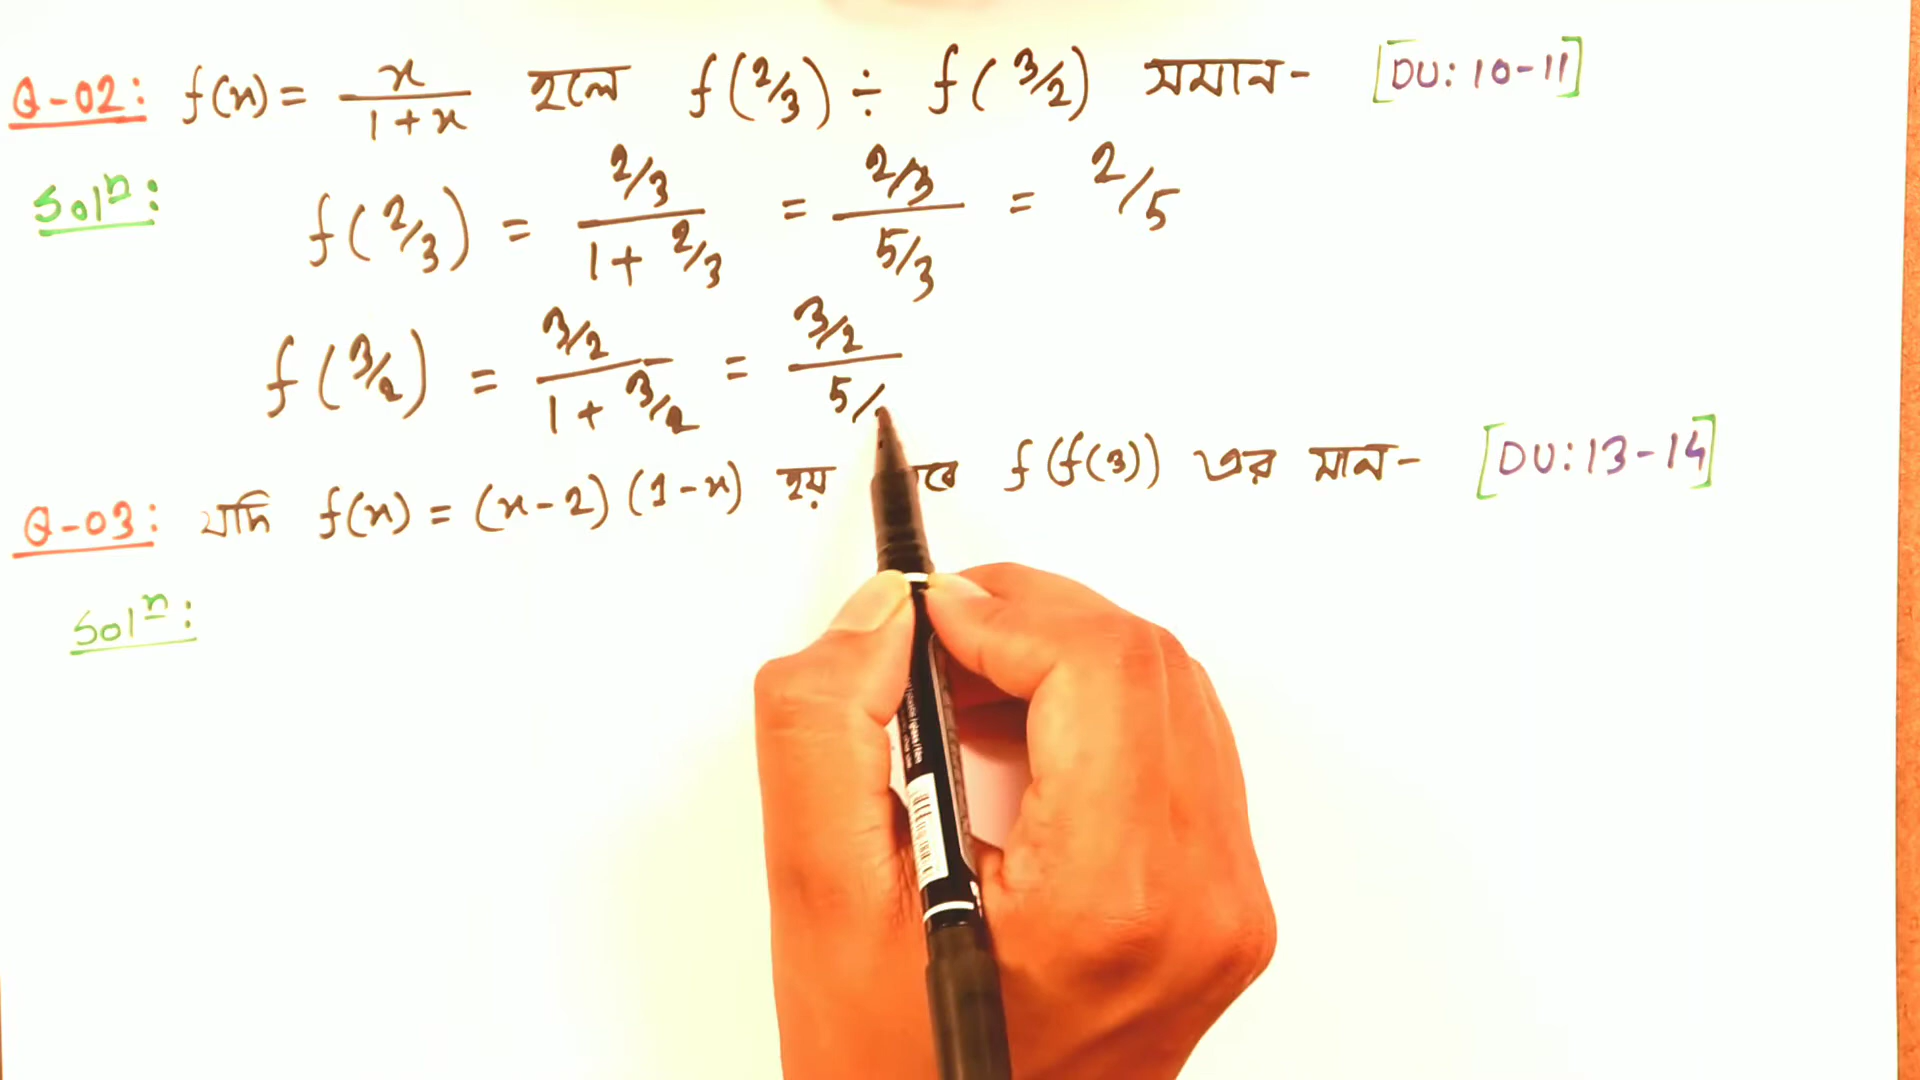 Q-02: f(x) = x/(1+x) হলে f(2/3) ÷ f(3/2) সমান- [DU: 10-11]
Solⁿ: f(2/3) = (2/3)/(1 + 2/3) = (2/3)/(5/3) = 2/5
f(3/2) = (3/2)/(1 + 3/2) = (3/2)/(5/
Q-03: যদি f(x) = (x-2)(1-x) হয় f(f(3)) এর মান- [DU: 13-14]
Solⁿ: